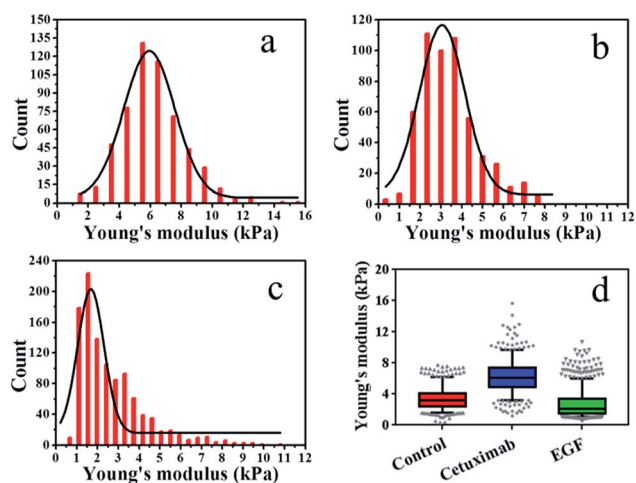 a
150
135
120
105
90
75
60
45
30
15
0
Count
0 2 4 6 8 10 12 14 16
Young's modulus (kPa)
b
120
100
80
60
40
20
0
Count
0 1 2 3 4 5 6 7 8 9 10 11 12
Young's modulus (kPa)
c
240
200
160
120
80
40
0
Count
0 1 2 3 4 5 6 7 8 9 10 11 12
Young's modulus (kPa)
d
20
16
12
8
4
0
Young's modulus (kPa)
Control Cetuximab EGF